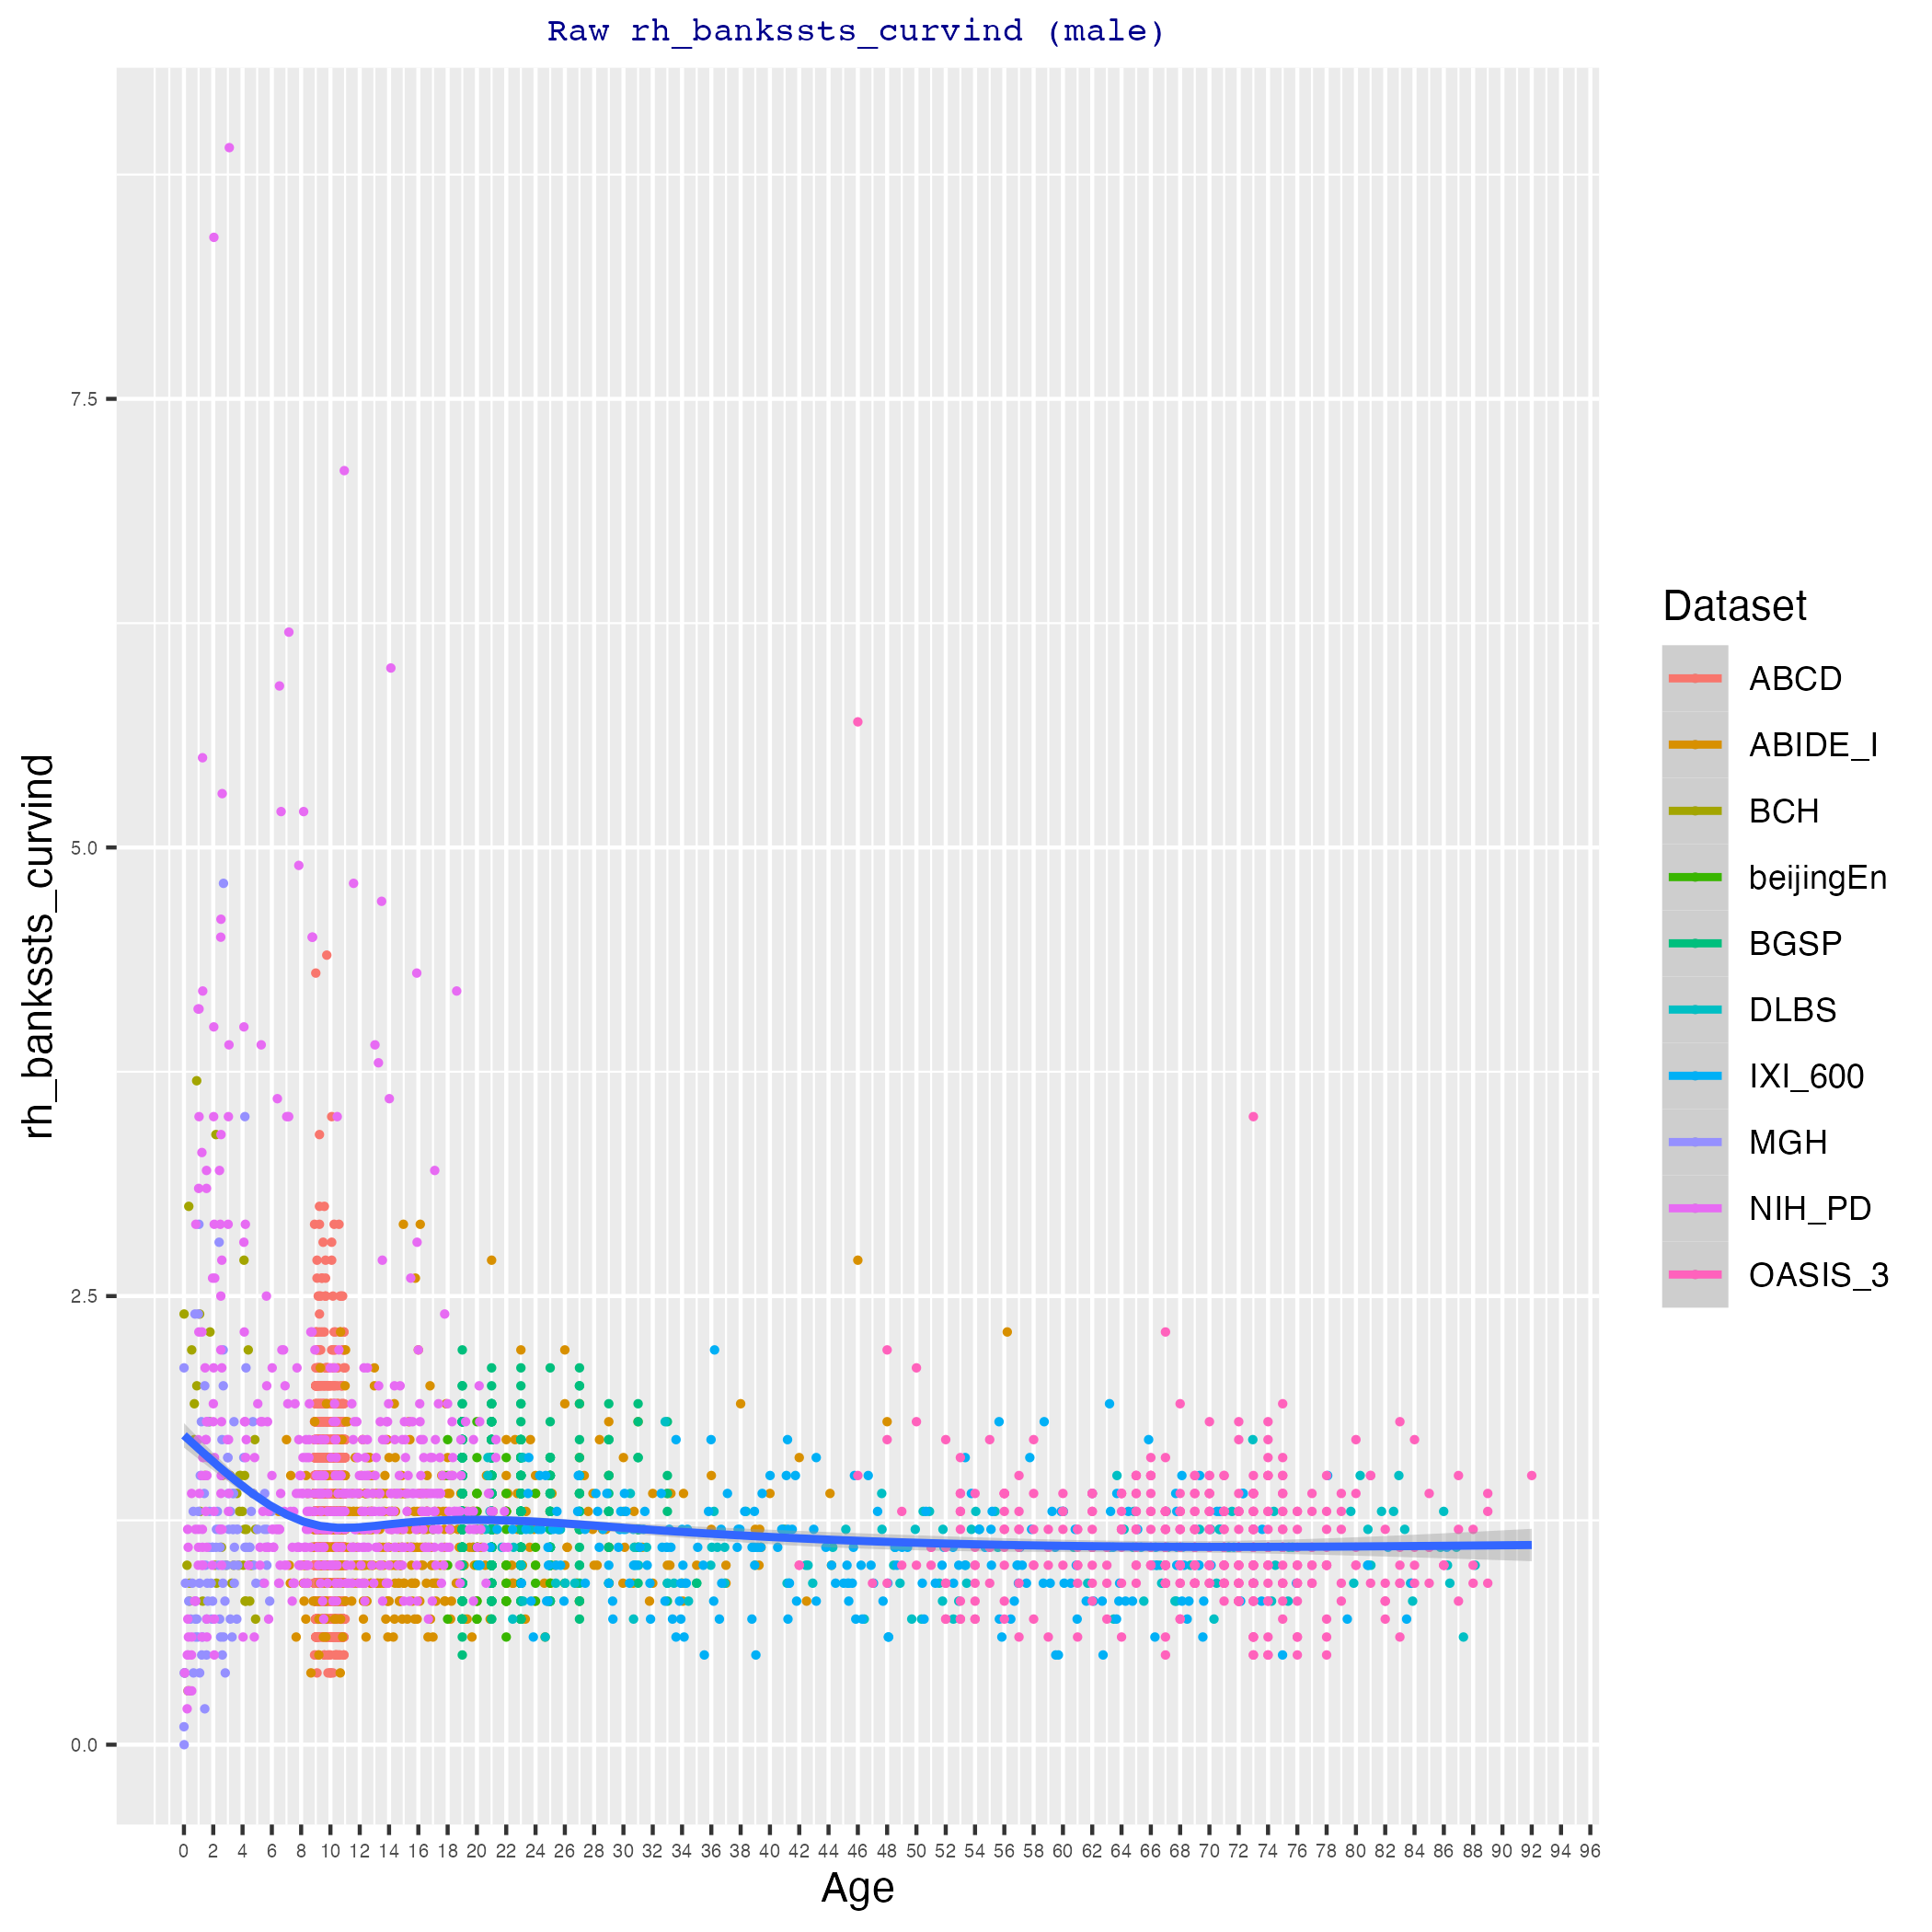 Raw rh_bankssts_curvind (male)
rh_bankssts_curvind
7.5
5.0
2.5
0.0
0 2 4 6 8 10 12 14 16 18 20 22 24 26 28 30 32 34 36 38 40 42 44 46 48 50 52 54 56 58 60 62 64 66 68 70 72 74 76 78 80 82 84 86 88 90 92 94 96
Age
Dataset
ABCD
ABIDE_I
BCH
beijingEn
BGSP
DLBS
IXI_600
MGH
NIH_PD
OASIS_3